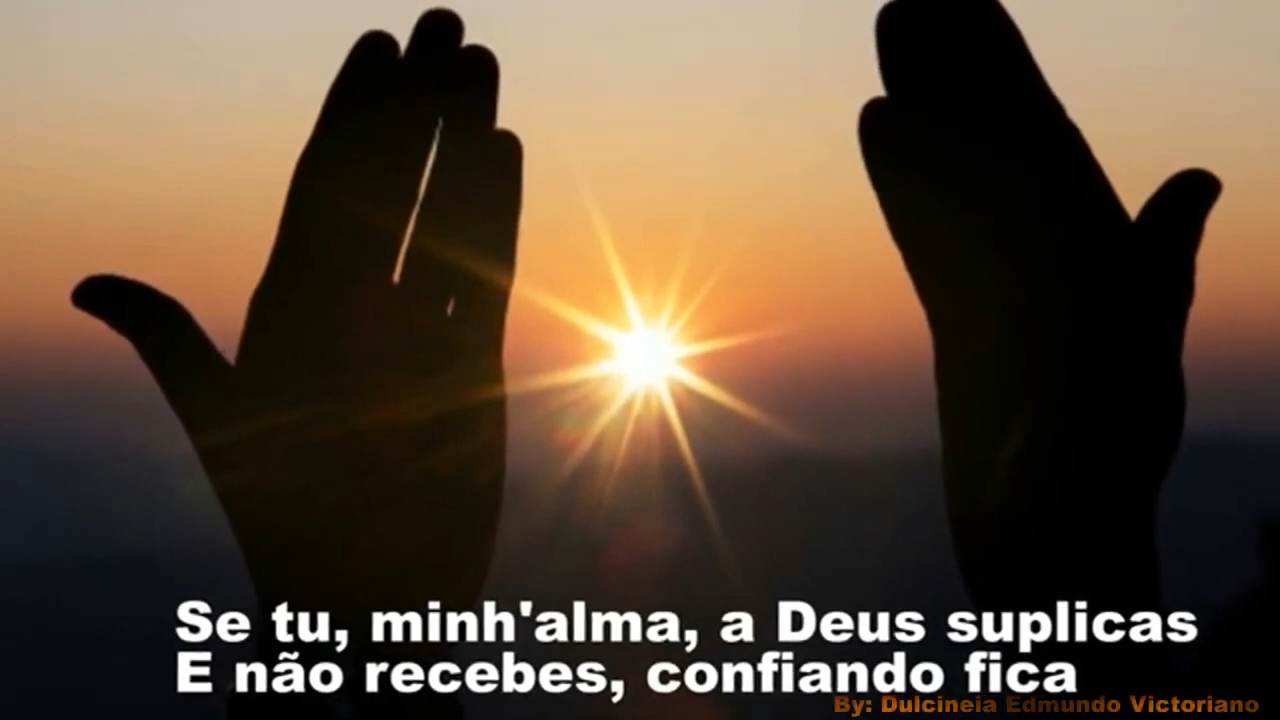 Se tu, minh'alma, a Deus suplicas
E não recebes, confiando fica
By: Dulcineia Edmundo Victoriano